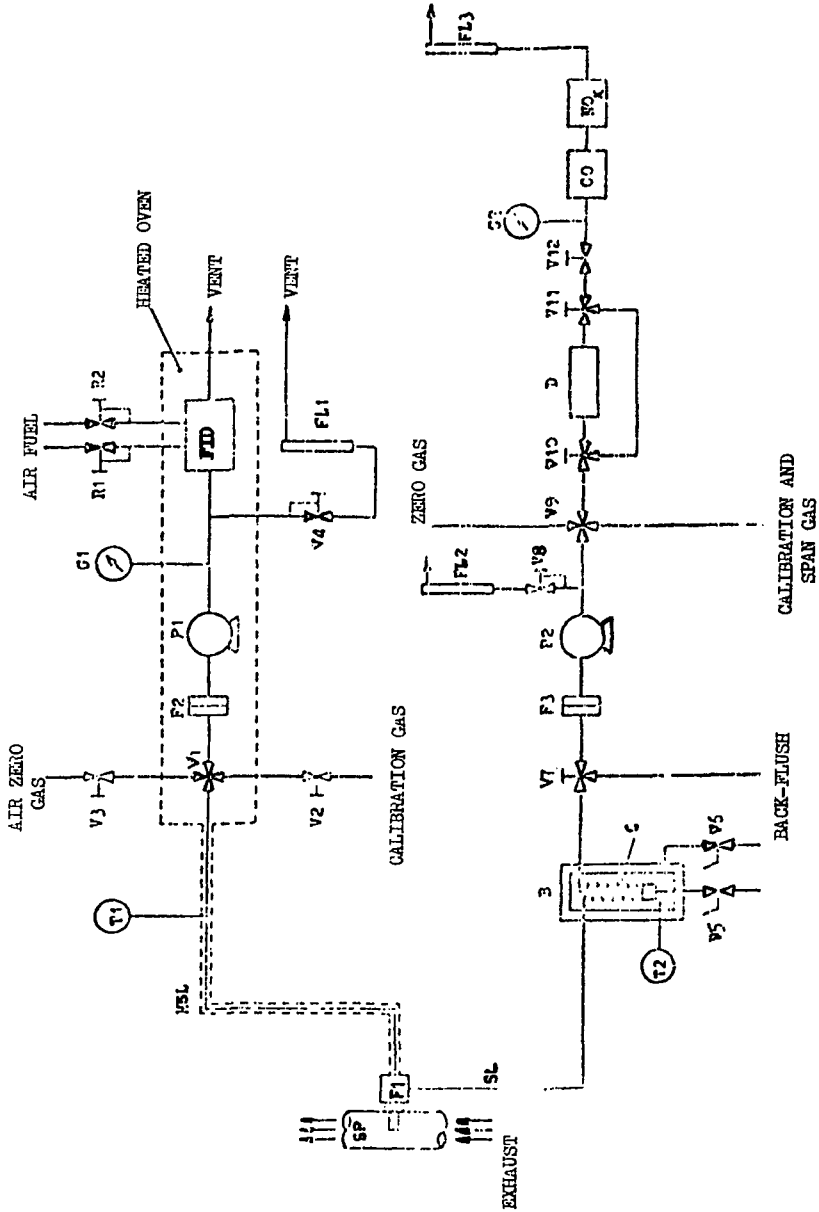 AIR FUEL
HEATED OVEN
R1
R2
AIR ZERO
GAS
V3
V1
F2
P1
G1
FID
VENT
VENT
V4
FL1
V2
CALIBRATION GAS
T1
HSL
F1
SP
EXHAUST
SL
ZERO GAS
FL2
V8
V9
V10
D
V11
V12
CO
NOx
FL3
B
C
T2
V5
V6
V7
F3
P2
BACK-FLUSH
CALIBRATION AND
SPAN GAS